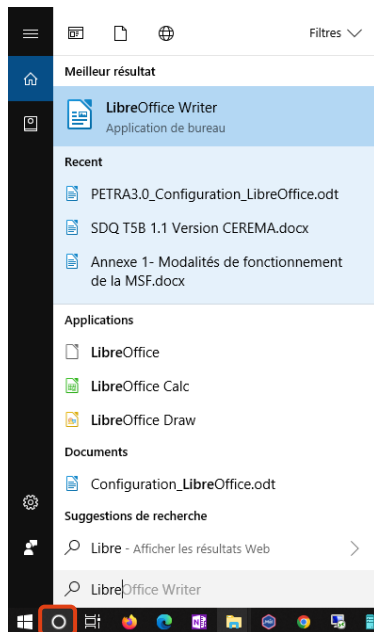 Filtres
Meilleur résultat
LibreOffice Writer
Application de bureau
Recent
PETRA3.0_Configuration_LibreOffice.odt
SDQ T5B 1.1 Version CEREMA.docx
Annexe 1- Modalités de fonctionnement
de la MSF.docx
Applications
LibreOffice
LibreOffice Calc
LibreOffice Draw
Documents
Configuration_LibreOffice.odt
Suggestions de recherche
Libre - Afficher les résultats Web
LibreOffice Writer